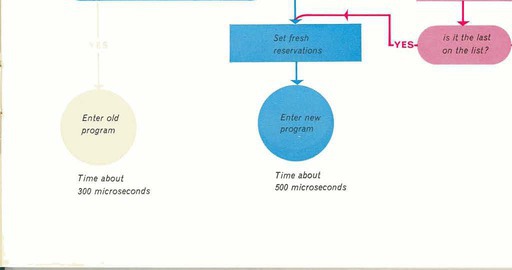 YES
Set fresh
reservations
YES
is it the last
on the list?
Enter old
program
Enter new
program
Time about
300 microseconds
Time about
500 microseconds